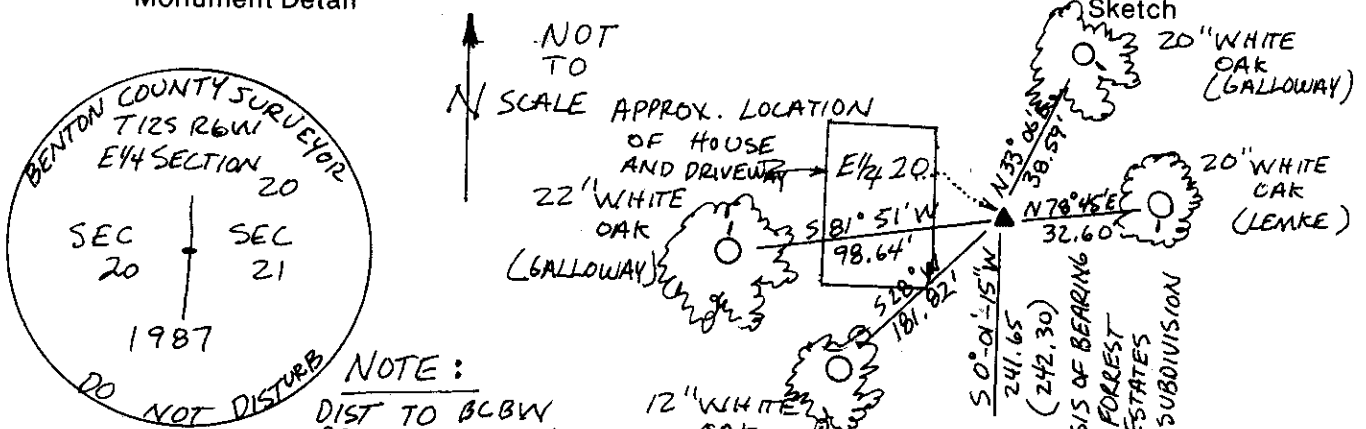 Monument Detail
Sketch
BENTON COUNTY SURVEYOR
T12S R6W
E1/4 SECTION
20
SEC
20
SEC
21
1987
DO NOT DISTURB
NOT
TO
SCALE
N
APPROX. LOCATION
OF HOUSE
AND DRIVEWAY
E1/4 20
22" WHITE
OAK
(GALLOWAY)
S81° 51' W
98.64'
N33° 06' E
38.59'
20" WHITE
OAK
(GALLOWAY)
N78° 45' E
32.60'
20" WHITE
OAK
(LEMKE)
S28° W
181.82'
12" WHITE
S 0°-01'-15" W
241.65
(242.30)
SIS OF BEARING
FORREST
ESTATES
SUBDIVISION
NOTE:
DIST TO BCBW